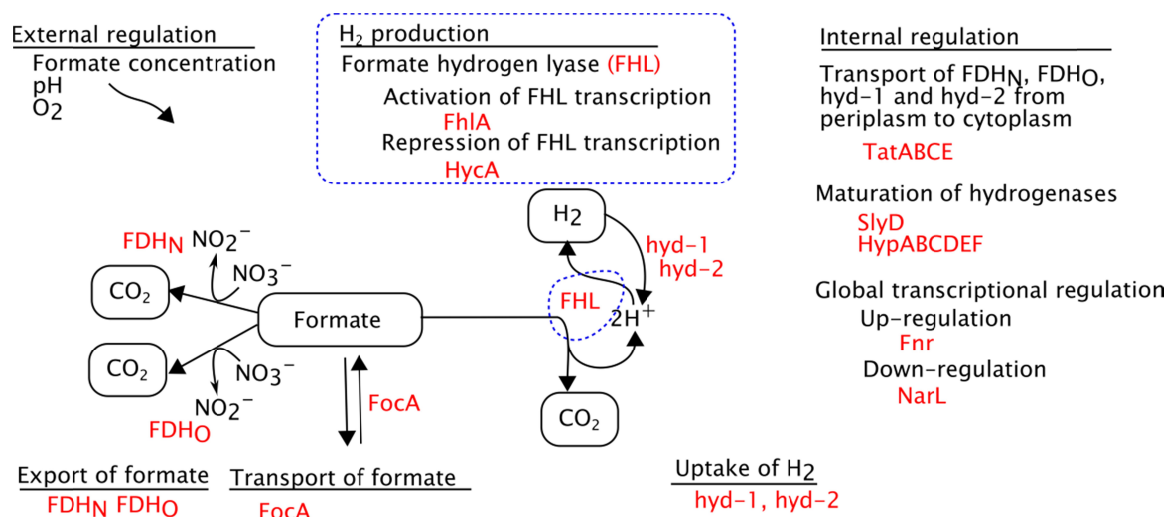 External regulation
Formate concentration
pH
O₂
H₂ production
Formate hydrogen lyase (FHL)
Activation of FHL transcription
FhlA
Repression of FHL transcription
HycA
Internal regulation
Transport of FDHN, FDHO,
hyd-1 and hyd-2 from
periplasm to cytoplasm
TatABCE
Maturation of hydrogenases
SlyD
HypABCDEF
Global transcriptional regulation
Up-regulation
Fnr
Down-regulation
NarL
FDHN NO₂⁻
NO₃⁻
CO₂
Formate
CO₂
NO₃⁻
NO₂⁻
FDHO
FocA
H₂
hyd-1
hyd-2
FHL
2H⁺
CO₂
Export of formate
FDHN FDHO
Transport of formate
FocA
Uptake of H₂
hyd-1, hyd-2